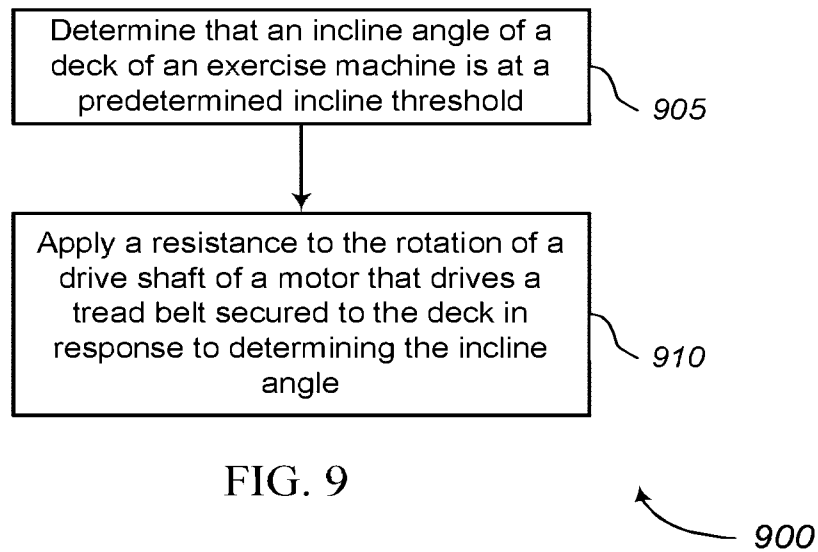 Determine that an incline angle of a
deck of an exercise machine is at a
predetermined incline threshold
905
Apply a resistance to the rotation of a
drive shaft of a motor that drives a
tread belt secured to the deck in
response to determining the incline
angle
910
FIG. 9
900